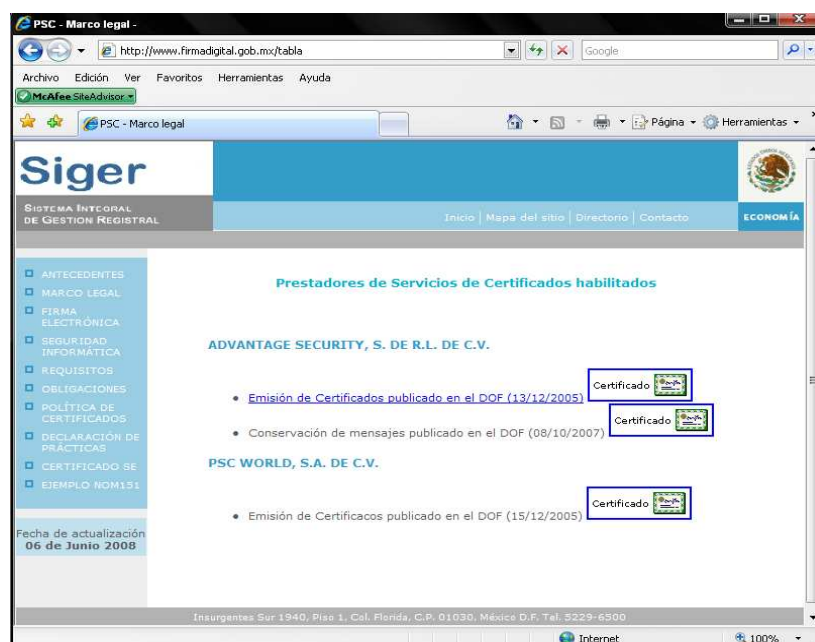 PSC - Marco legal -
http://www.firmadigital.gob.mx/tabla
Google
Archivo Edición Ver Favoritos Herramientas Ayuda
McAfee SiteAdvisor
PSC - Marco legal
Página Herramientas
Siger
SISTEMA INTEGRAL
DE GESTION REGISTRAL
Inicio | Mapa del sitio | Directorio | Contacto
ECONOMÍA
ANTECEDENTES
MARCO LEGAL
FIRMA
ELECTRÓNICA
SEGURIDAD
INFORMÁTICA
REQUISITOS
OBLIGACIONES
POLÍTICA DE
CERTIFICADOS
DECLARACIÓN DE
PRÁCTICAS
CERTIFICADO SE
EJEMPLO NOM151
Fecha de actualización
06 de Junio 2008
Prestadores de Servicios de Certificados habilitados
ADVANTAGE SECURITY, S. DE R.L. DE C.V.
Emisión de Certificados publicado en el DOF (13/12/2005) Certificado
Conservación de mensajes publicado en el DOF (08/10/2007) Certificado
PSC WORLD, S.A. DE C.V.
Emisión de Certificacos publicado en el DOF (15/12/2005) Certificado
Insurgentes Sur 1940, Piso 1, Col. Florida, C.P. 01030, México D.F. Tel. 5229-6500
Internet 100%